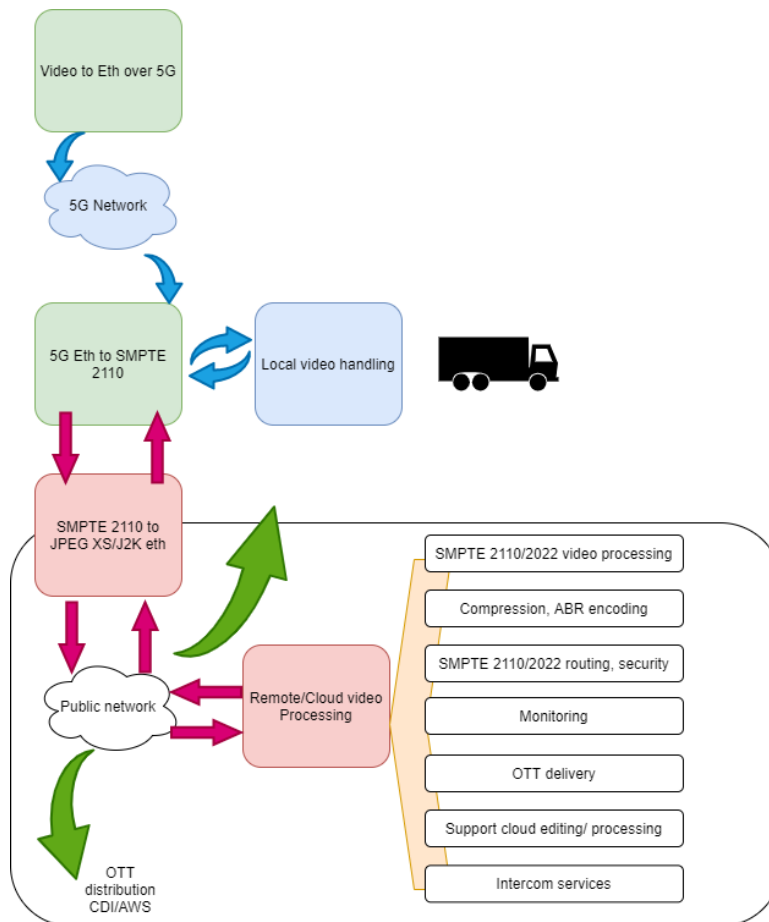 Video to Eth over 5G
5G Network
5G Eth to SMPTE
2110
Local video handling
SMPTE 2110 to
JPEG XS/J2K eth
SMPTE 2110/2022 video processing
Compression, ABR encoding
SMPTE 2110/2022 routing, security
Public network
Remote/Cloud video
Processing
Monitoring
OTT delivery
Support cloud editing/ processing
Intercom services
OTT
distribution
CDI/AWS